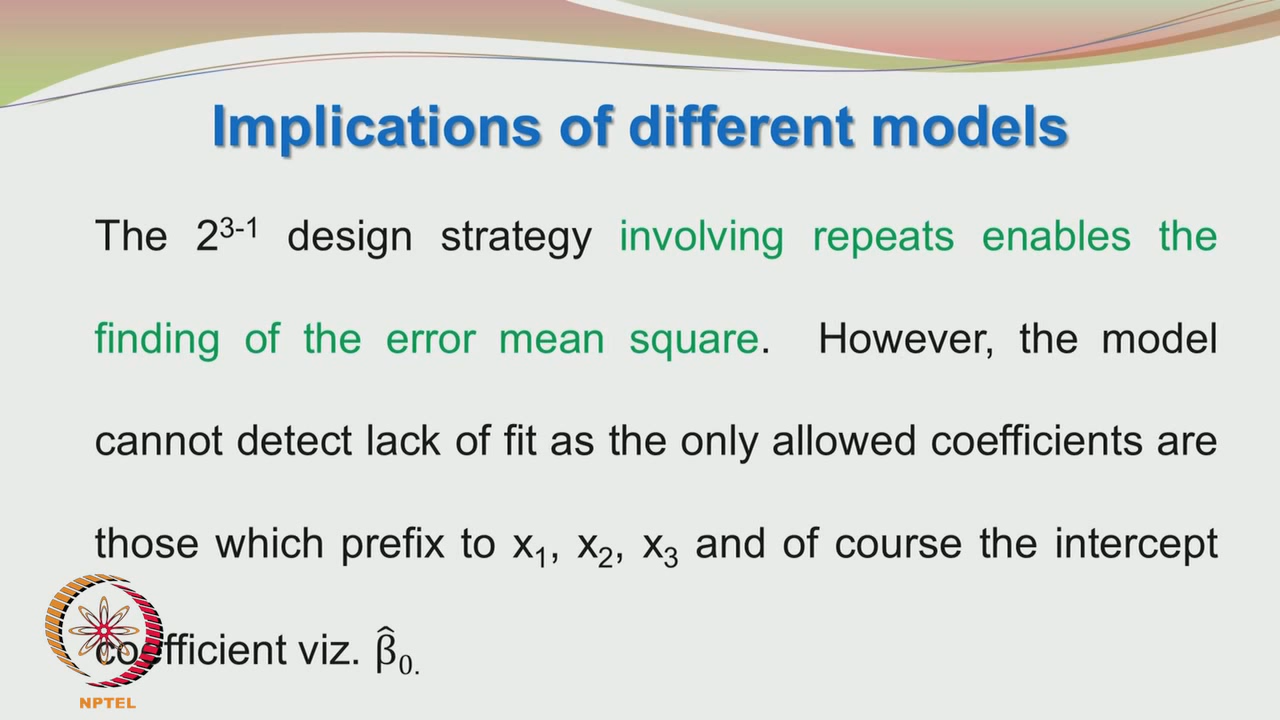 Implications of different models
The 2³⁻¹ design strategy involving repeats enables the
finding of the error mean square. However, the model
cannot detect lack of fit as the only allowed coefficients are
those which prefix to x₁, x₂, x₃ and of course the intercept
coefficient viz. β̂₀.
NPTEL